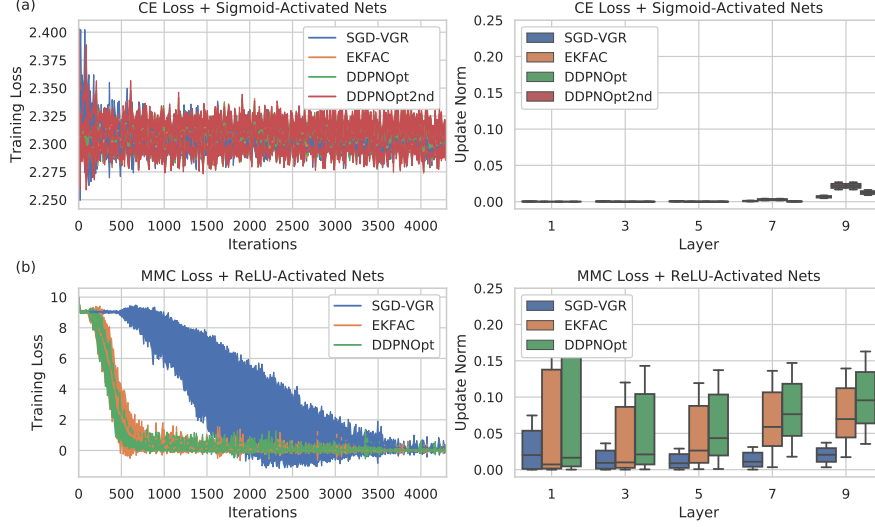 (a)
CE Loss + Sigmoid-Activated Nets
Training Loss
2.400
2.375
2.350
2.325
2.300
2.275
2.250
SGD-VGR
EKFAC
DDPNOpt
DDPNOpt2nd
0 500 1000 1500 2000 2500 3000 3500 4000
Iterations
CE Loss + Sigmoid-Activated Nets
Update Norm
0.25
0.20
0.15
0.10
0.05
0.00
SGD-VGR
EKFAC
DDPNOpt
DDPNOpt2nd
1 3 5 7 9
Layer
(b)
MMC Loss + ReLU-Activated Nets
Training Loss
10
8
6
4
2
0
SGD-VGR
EKFAC
DDPNOpt
0 500 1000 1500 2000 2500 3000 3500 4000
Iterations
MMC Loss + ReLU-Activated Nets
Update Norm
0.25
0.20
0.15
0.10
0.05
0.00
SGD-VGR
EKFAC
DDPNOpt
1 3 5 7 9
Layer